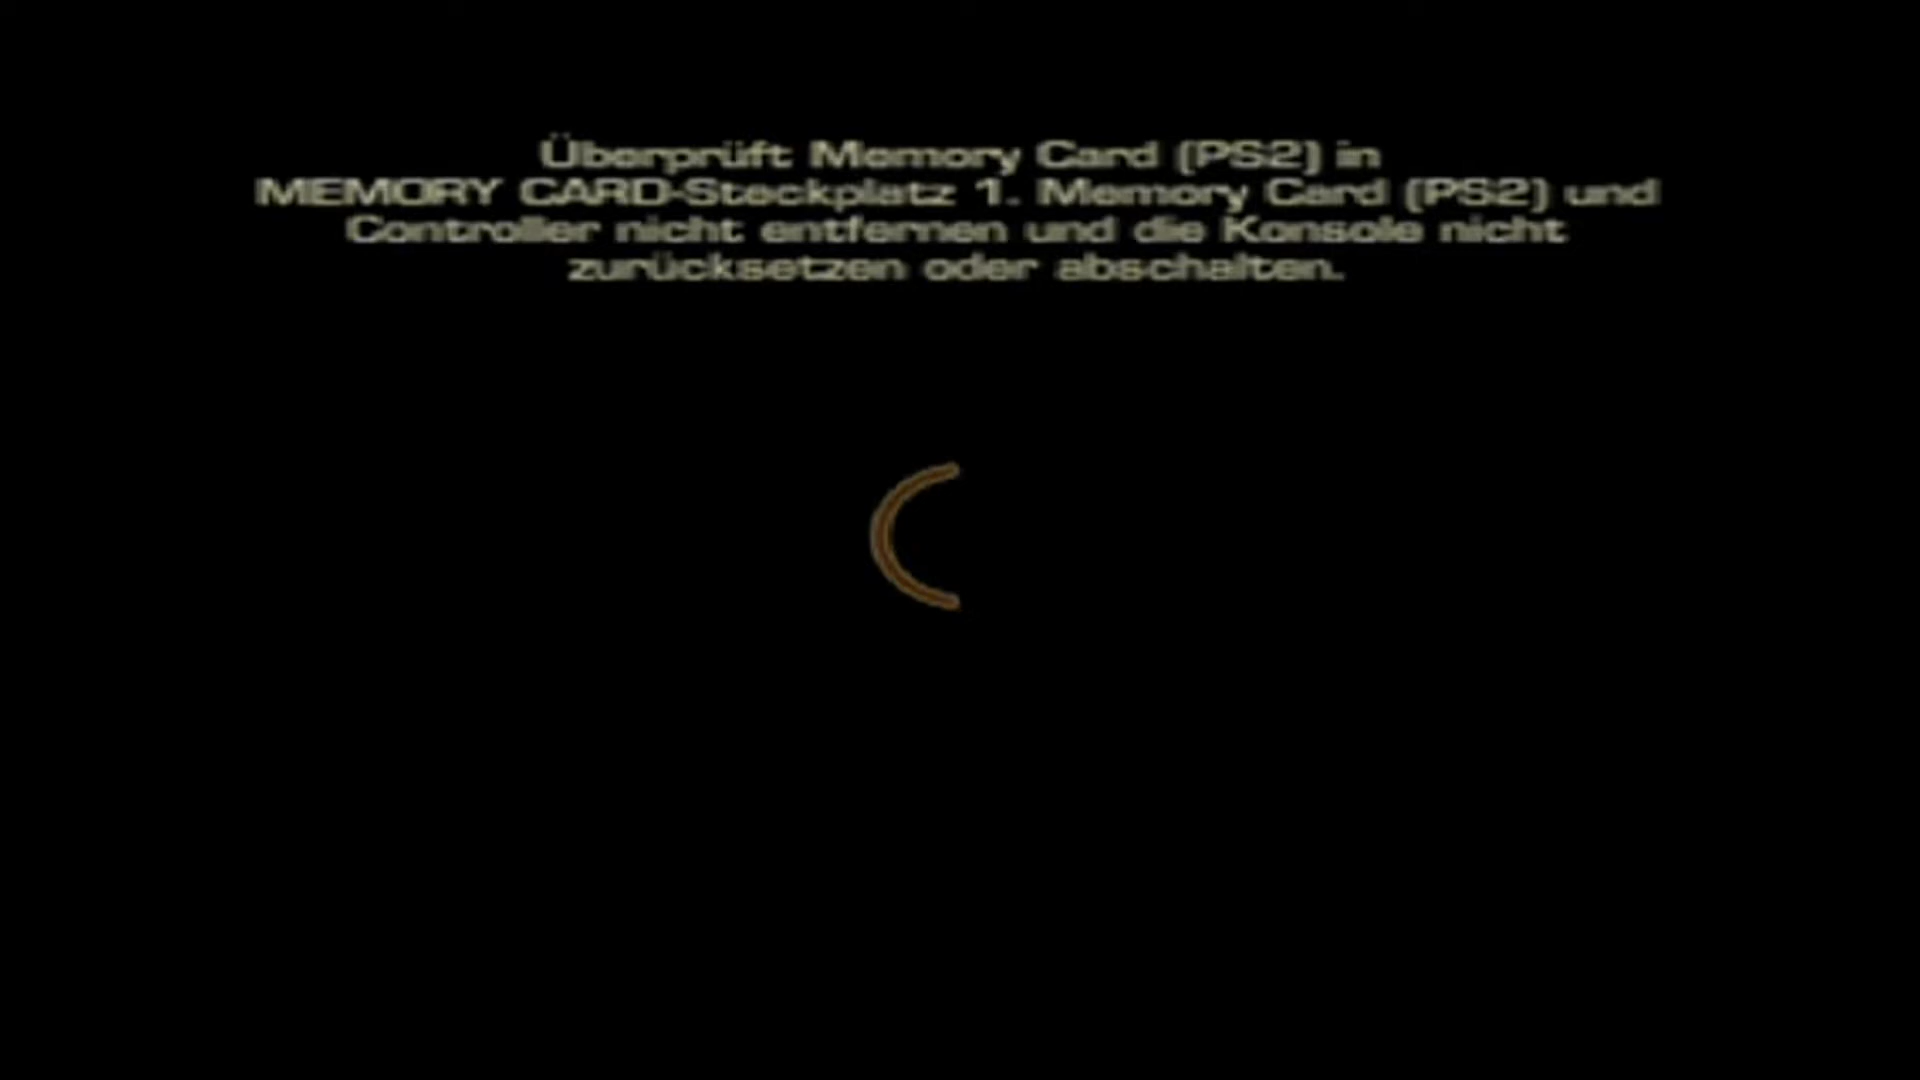 Überprüft Memory Card (PS2) in
MEMORY CARD-Steckplatz 1. Memory Card (PS2) und
Controller nicht entfernen und die Konsole nicht
zurücksetzen oder abschalten.